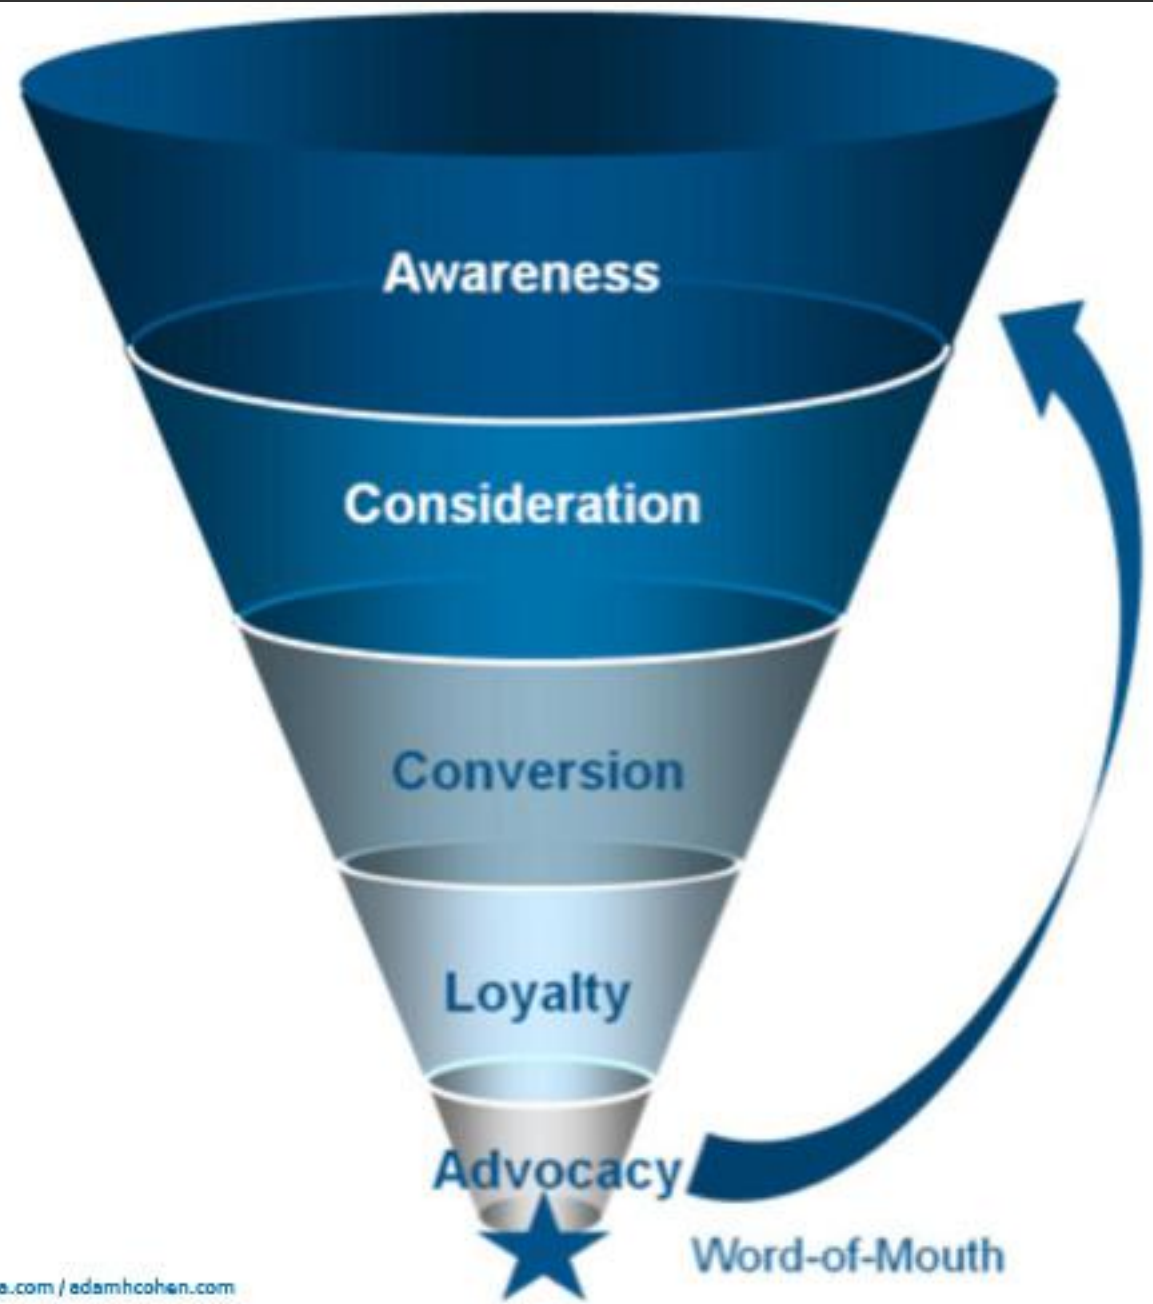 Awareness
Consideration
Conversion
Loyalty
Advocacy
Word-of-Mouth
a.com / adamhcohen.com